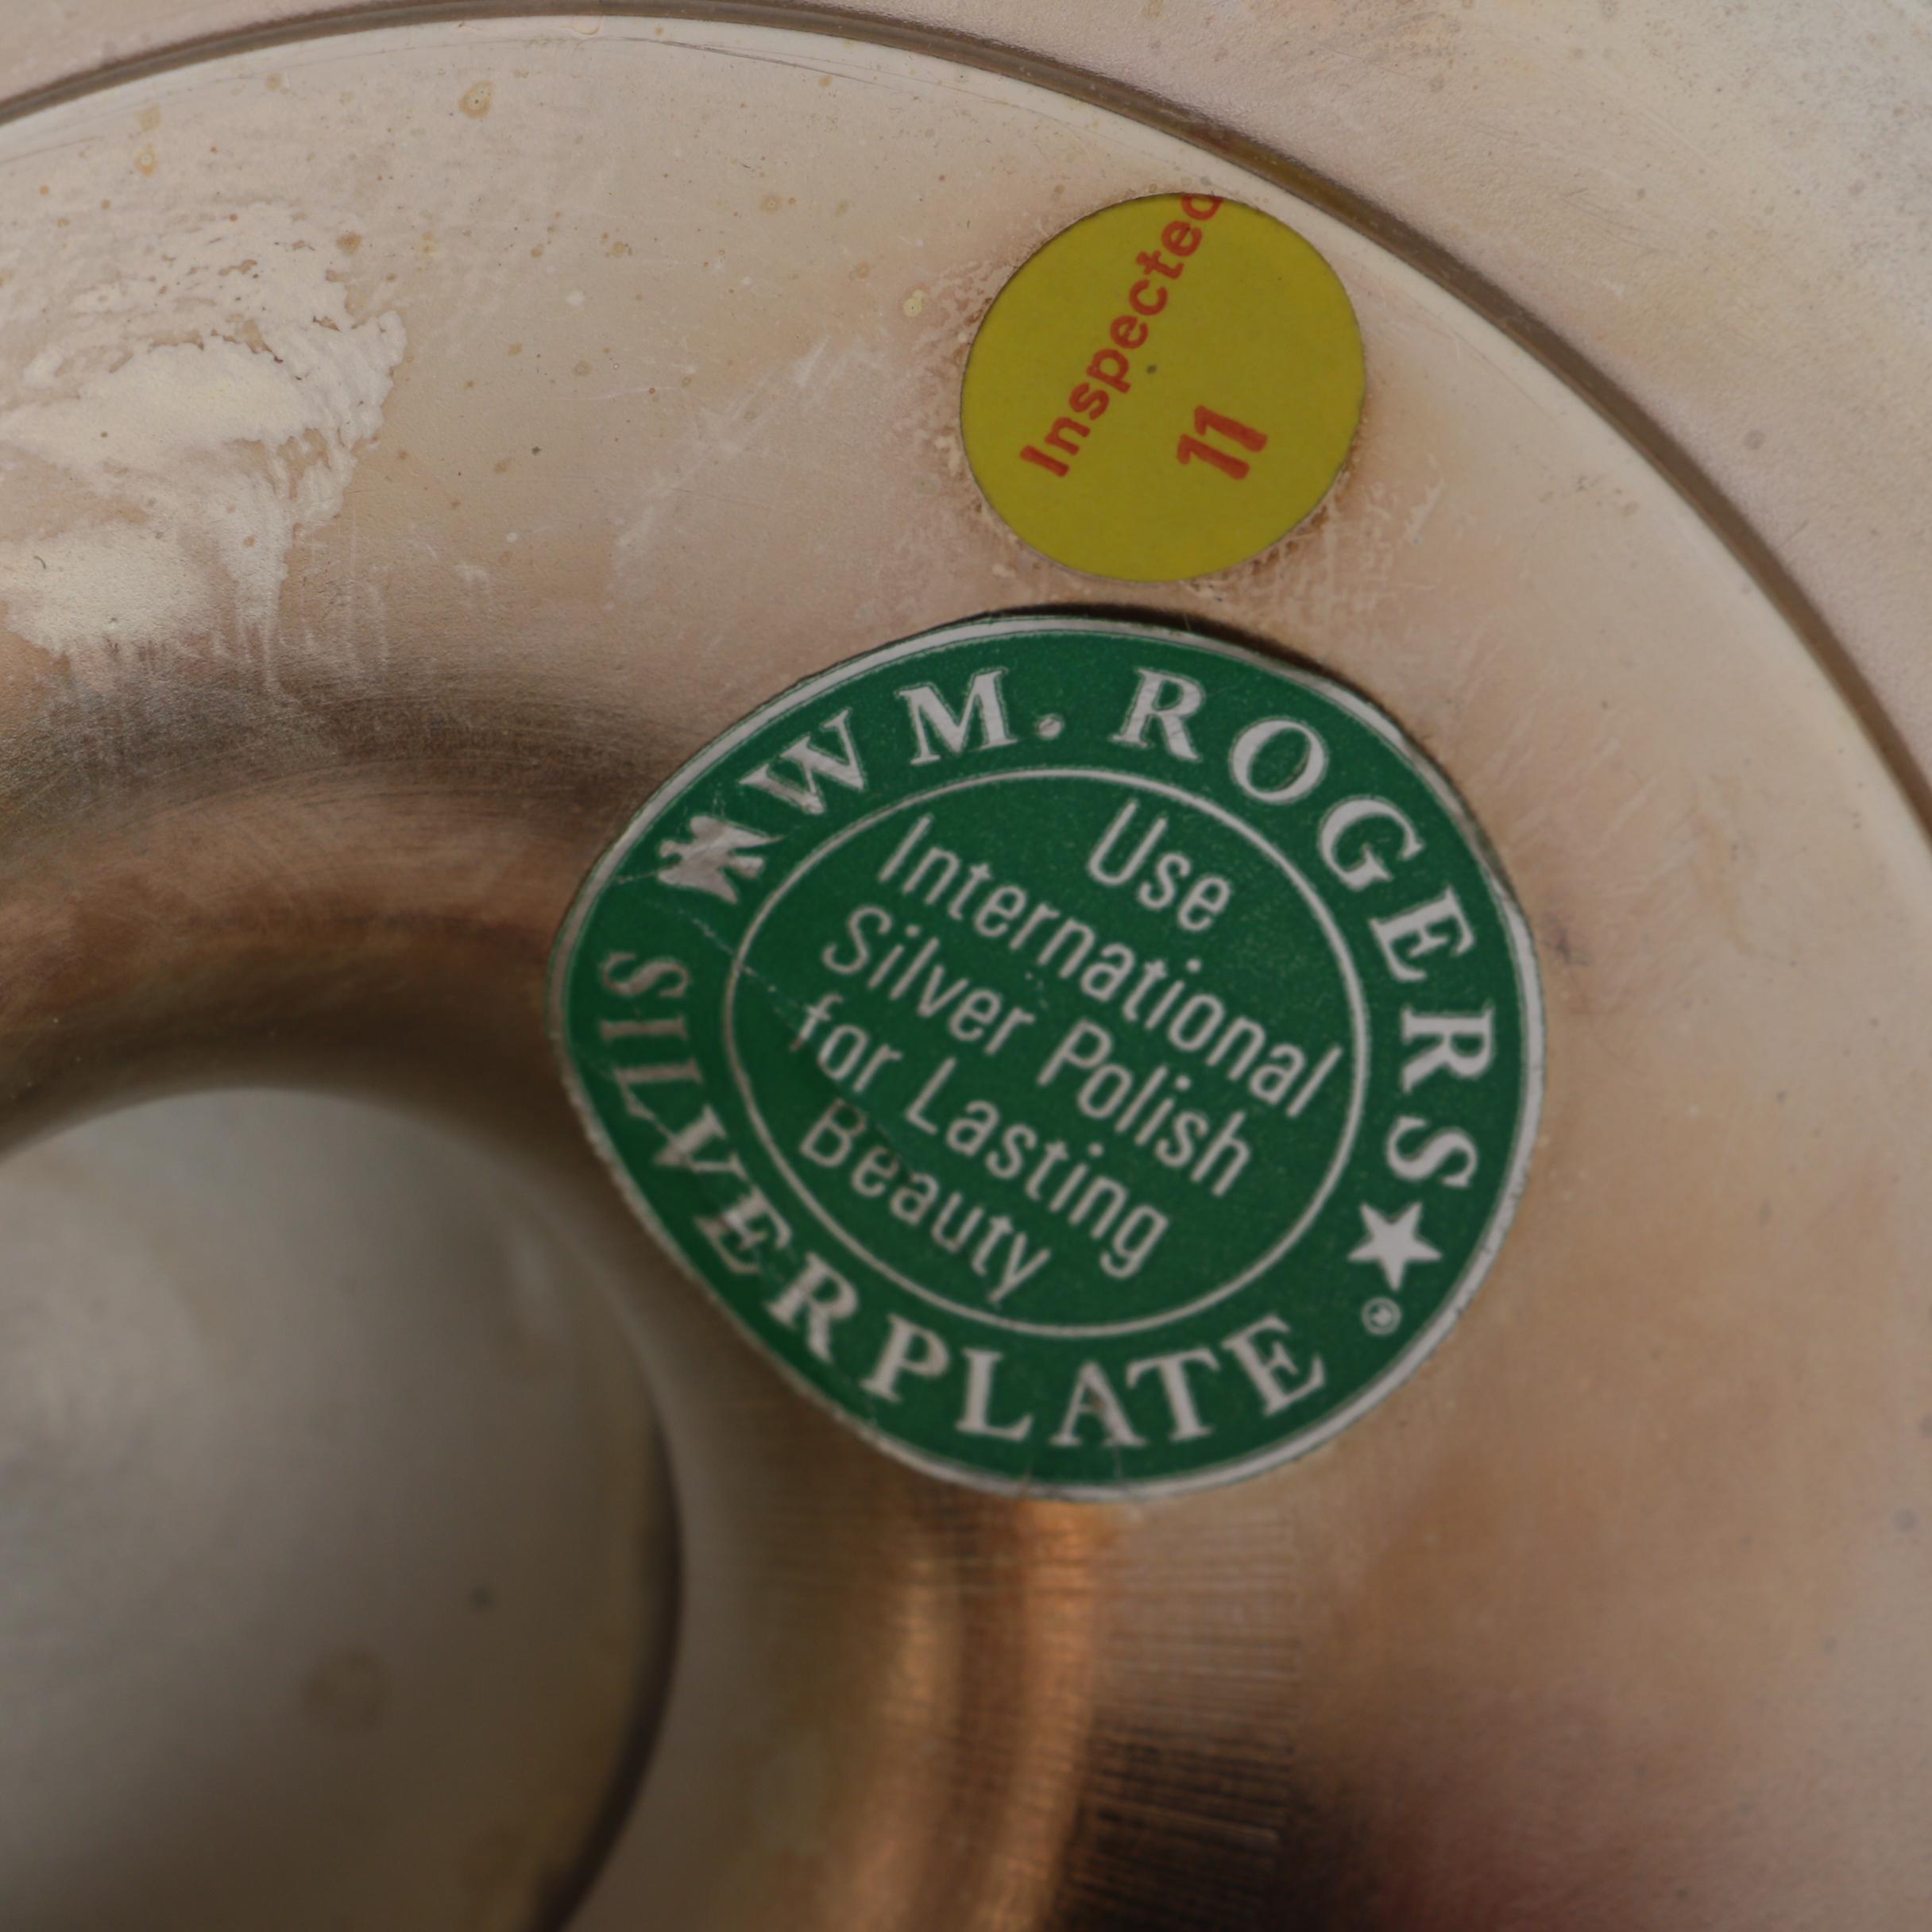 Inspected
11
WM. ROGERS
Use
International
Silver Polish
for Lasting
Beauty
SILVERPLATE ®